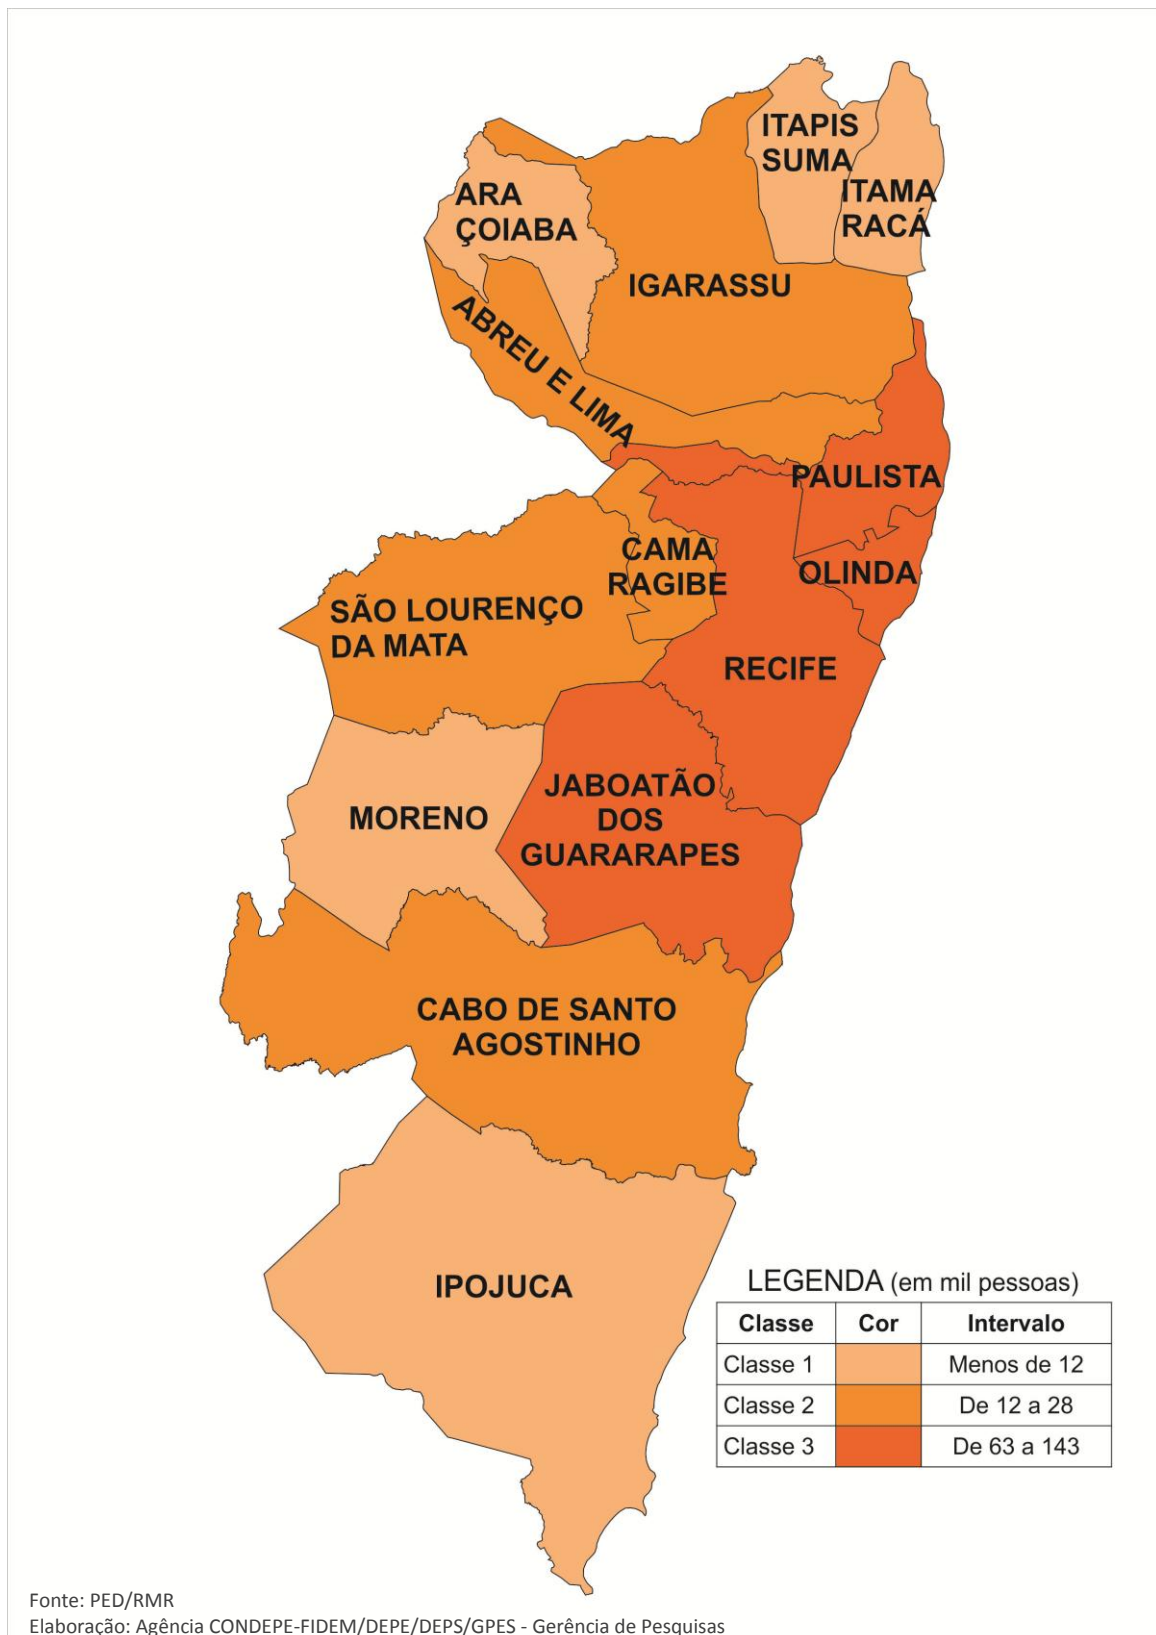 ITAPIS
SUMA
ITAMA
RACÁ
ARA
ÇOIABA
IGARASSU
ABREU E LIMA
PAULISTA
CAMA
RAGIBE
OLINDA
SÃO LOURENÇO
DA MATA
RECIFE
JABOATÃO
DOS
GUARARAPES
MORENO
CABO DE SANTO
AGOSTINHO
IPOJUCA
LEGENDA (em mil pessoas)
Classe Cor Intervalo
Classe 1 Menos de 12
Classe 2 De 12 a 28
Classe 3 De 63 a 143
Fonte: PED/RMR
Elaboração: Agência CONDEPE-FIDEM/DEPE/DEPS/GPES - Gerência de Pesquisas